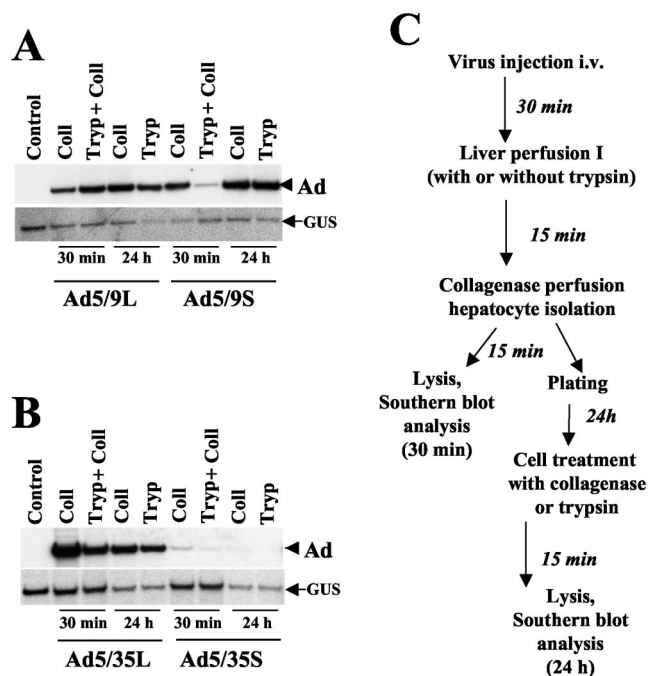 A
Control
Coll
Tryp + Coll
Coll
Tryp
Coll
Tryp + Coll
Coll
Tryp
Ad
GUS
30 min 24 h 30 min 24 h
Ad5/9L Ad5/9S
B
Control
Coll
Tryp+ Coll
Coll
Tryp
Coll
Tryp + Coll
Coll
Tryp
Ad
GUS
30 min 24 h 30 min 24 h
Ad5/35L Ad5/35S
C
Virus injection i.v.
30 min
Liver perfusion I
(with or without trypsin)
15 min
Collagenase perfusion
hepatocyte isolation
15 min
Lysis,
Southern blot
analysis
(30 min)
Plating
24h
Cell treatment
with collagenase
or trypsin
15 min
Lysis,
Southern blot
analysis
(24 h)